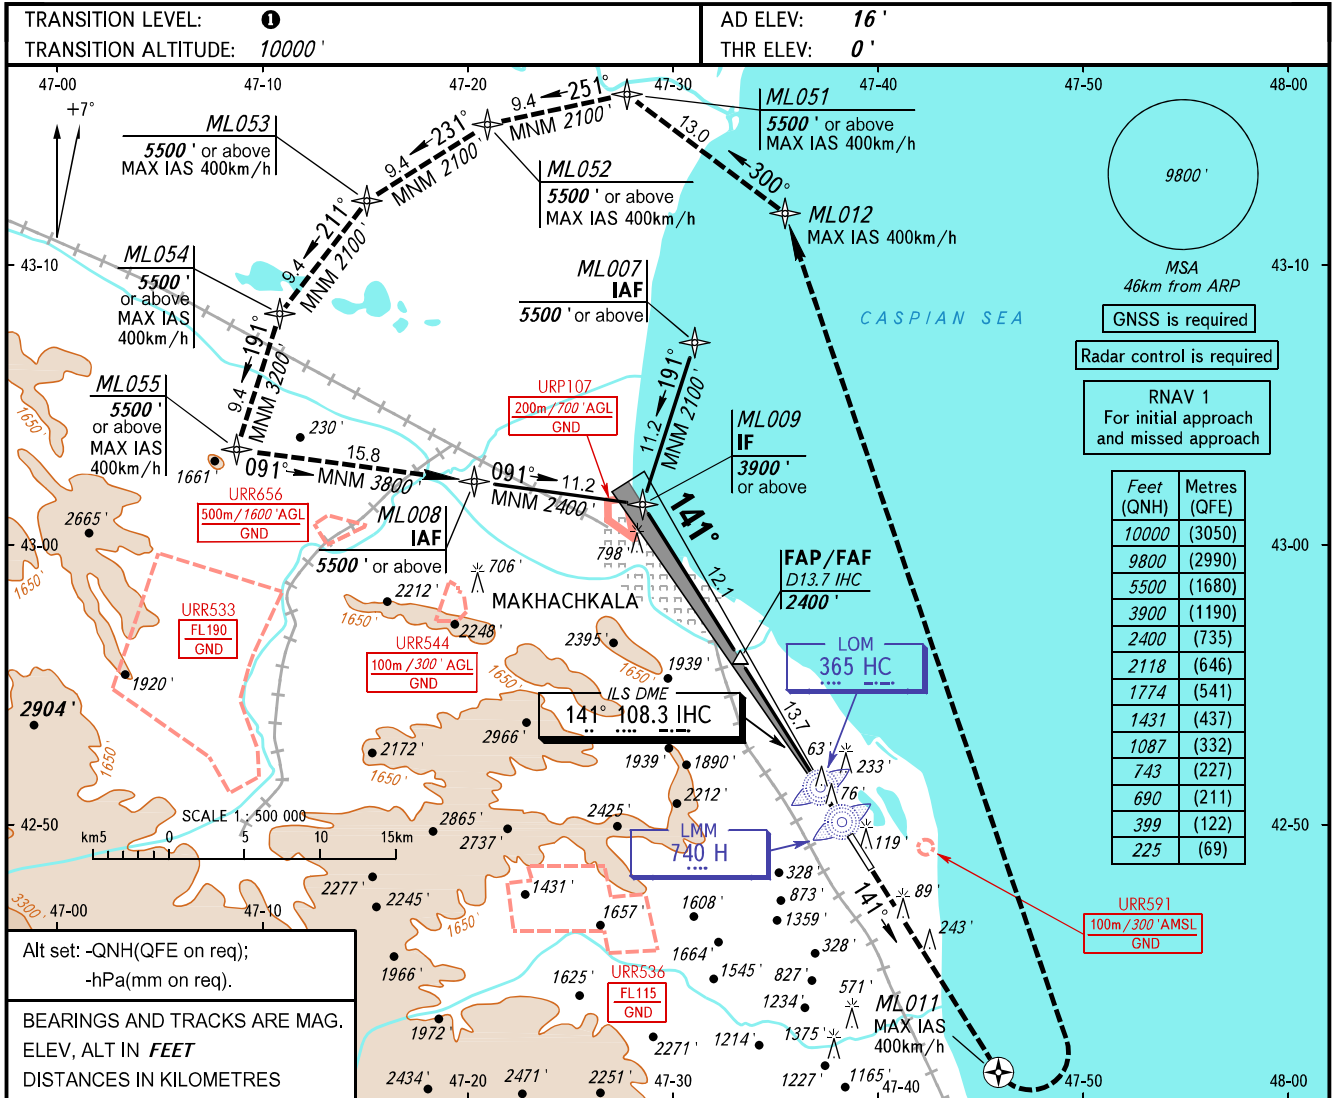 TRANSITION LEVEL: ❶
TRANSITION ALTITUDE: 10000 '
AD ELEV: 16 '
THR ELEV: 0 '
47-00 47-10 47-20 47-30 47-40 47-50 48-00
+7°
ML053
5500 ' or above
MAX IAS 400km/h
9.4
231°
MNM 2100 '
9.4
251°
MNM 2100 '
ML051
5500 ' or above
MAX IAS 400km/h
13.0
300°
ML052
5500 ' or above
MAX IAS 400km/h
ML012
MAX IAS 400km/h
9800 '
MSA
46km from ARP
GNSS is required
Radar control is required
RNAV 1
For initial approach
and missed approach
43-10
43-10
ML054
5500 '
or above
MAX IAS
400km/h
9.4
211°
MNM 2100 '
ML007
IAF
5500 ' or above
CASPIAN SEA
191°
11.2
MNM 2100 '
9.4
191°
MNM 3200 '
ML055
5500 '
or above
MAX IAS
400km/h
URP107
200m/700 'AGL
GND
ML009
IF
3900 '
or above
1650 '
230 '
1661 '
15.8
091°
MNM 3800 '
091°
11.2
MNM 2400 '
141°
URR656
500m/1600 'AGL
GND
ML008
IAF
5500 ' or above
2665 '
43-00
43-00
798 '
706 '
12.1
FAP/FAF
D13.7 IHC
2400 '
1650 '
2212 '
MAKHACHKALA
1650 '
2248 '
2395 '
URR533
FL190
GND
URR544
100m/300 'AGL
GND
1920 '
1650 '
1650 '
1939 '
LOM
365 HC
ILS DME
141° 108.3 IHC
13.7
2904 '
2966 '
2172 '
1650 '
1650 '
1939 '
1890 '
63 '
233 '
76 '
2212 '
SCALE 1 : 500 000
km5 0 5 10 15km
2865 '
2737 '
2425 '
LMM
740 H
119 '
42-50
42-50
2277 '
2245 '
1431 '
1657 '
1650 '
3300 '
328 '
873 '
1359 '
1608 '
141°
89 '
243 '
URR591
100m/300 'AMSL
GND
47-00 47-10
1966 '
1664 '
1545 '
328 '
827 '
1625 '
URR536
FL115
GND
1234 '
571 '
ML011
MAX IAS
400km/h
1972 '
2271 '
1214 '
1375 '
1227 '
1165 '
2434 '
2471 '
2251 '
47-20 47-30 47-40 47-50 48-00
Feet (QNH) Metres (QFE)
10000 (3050)
9800 (2990)
5500 (1680)
3900 (1190)
2400 (735)
2118 (646)
1774 (541)
1431 (437)
1087 (332)
743 (227)
690 (211)
399 (122)
225 (69)
Alt set: -QNH(QFE on req);
-hPa(mm on req).
BEARINGS AND TRACKS ARE MAG.
ELEV, ALT IN FEET
DISTANCES IN KILOMETRES